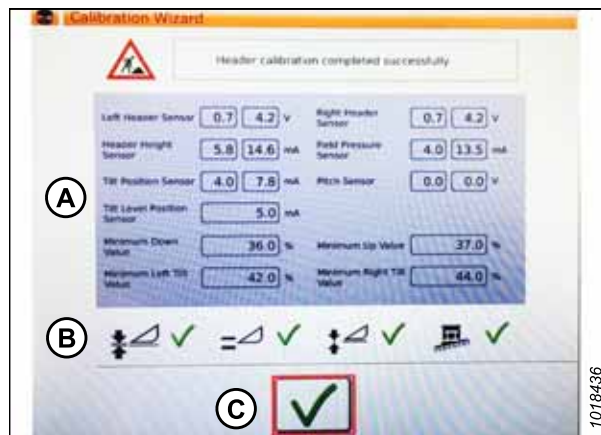 Calibration Wizard
Header calibration completed successfully
Left Header Sensor 0.7 4.2 V Right Header Sensor 0.7 4.2 V
Header Height Sensor 5.8 14.6 mA Field Pressure Sensor 4.0 13.5 mA
Tilt Position Sensor 4.0 7.8 mA Pitch Sensor 0.0 0.0 V
Tilt Level Position Sensor 5.0 mA
Minimum Down Value 36.0 % Minimum Up Value 37.0 %
Minimum Left Tilt Value 42.0 % Minimum Right Tilt Value 44.0 %
A
B
C
1018436